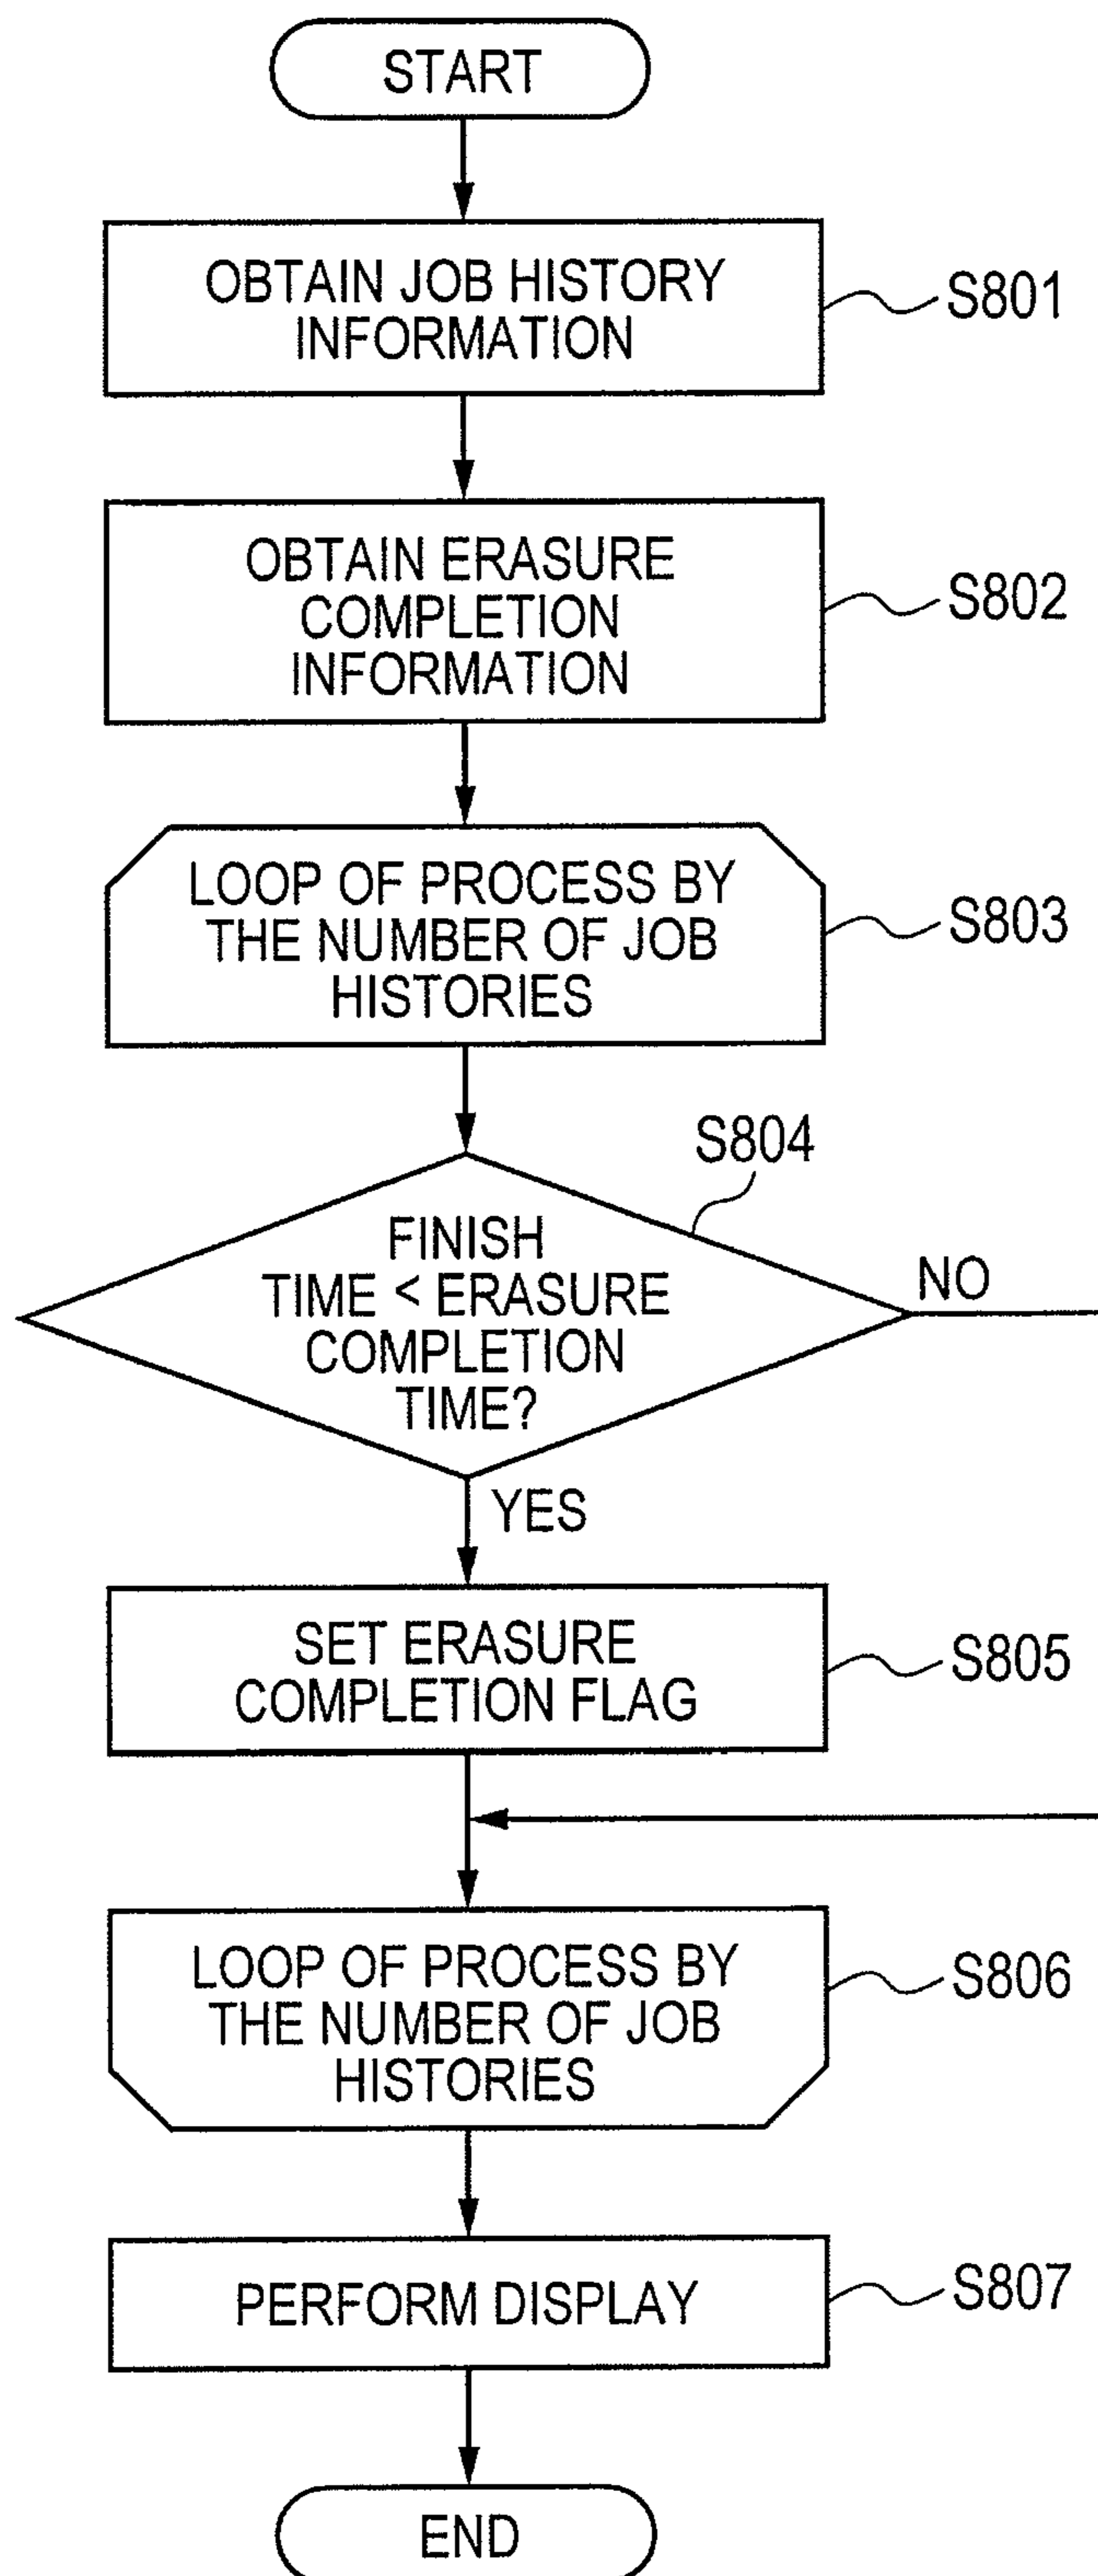 START
OBTAIN JOB HISTORY
INFORMATION
S801
OBTAIN ERASURE
COMPLETION
INFORMATION
S802
LOOP OF PROCESS BY
THE NUMBER OF JOB
HISTORIES
S803
S804
FINISH
TIME < ERASURE
COMPLETION
TIME?
NO
YES
SET ERASURE
COMPLETION FLAG
S805
LOOP OF PROCESS BY
THE NUMBER OF JOB
HISTORIES
S806
PERFORM DISPLAY
S807
END